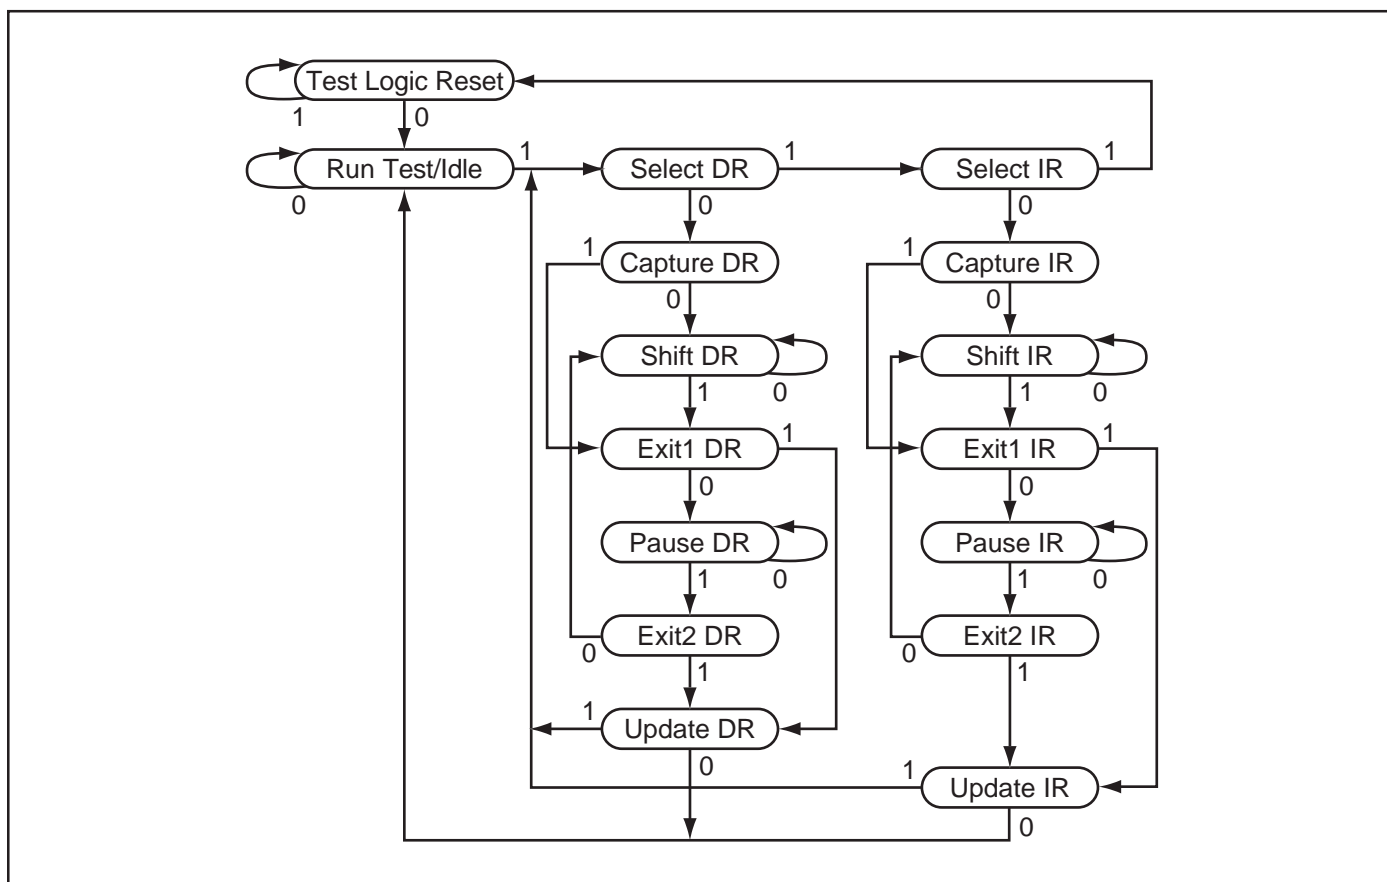 Test Logic Reset
1 0
Run Test/Idle 1 Select DR 1 Select IR 1
0 0 0
1 Capture DR 1 Capture IR
0 0
Shift DR Shift IR
1 0 1 0
Exit1 DR 1 Exit1 IR 1
0 0
Pause DR Pause IR
1 0 1 0
Exit2 DR Exit2 IR
0 1 0 1
1 Update DR
0 1
Update IR
0